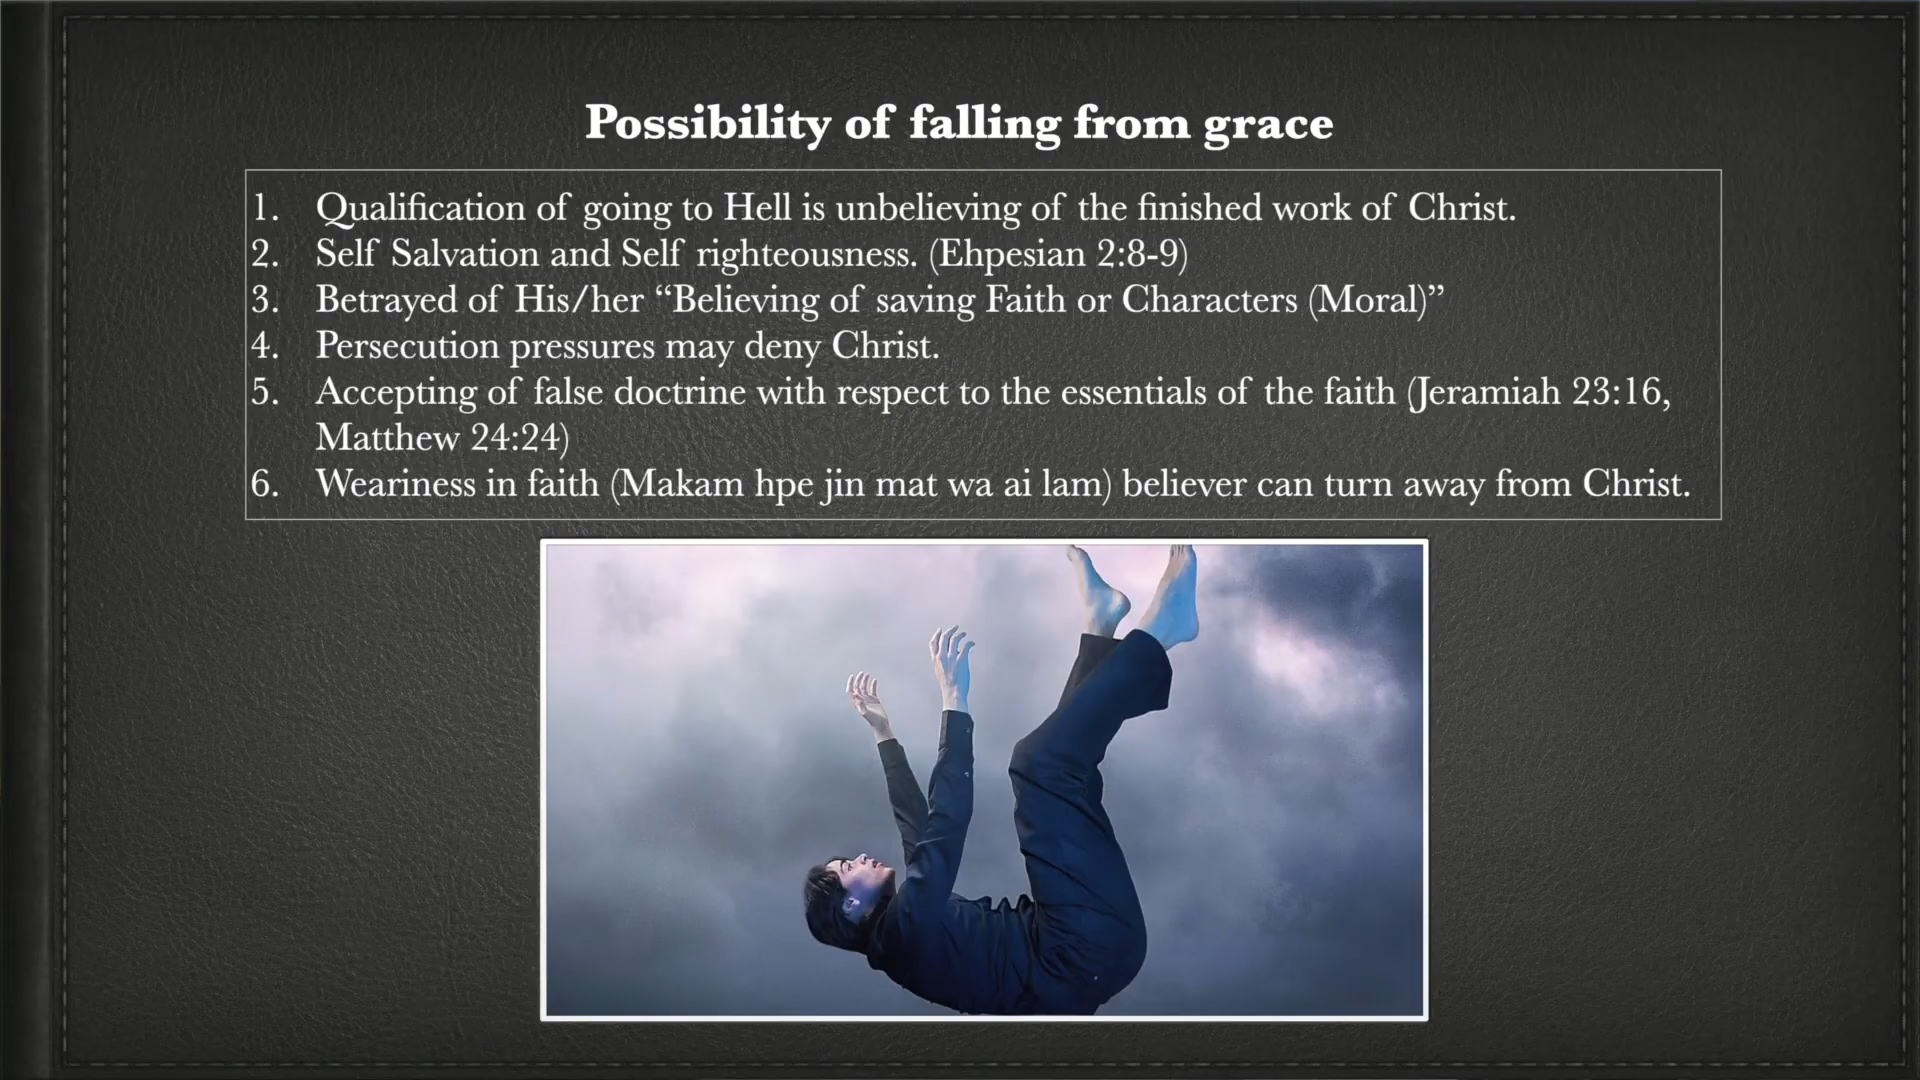 Possibility of falling from grace
1. Qualification of going to Hell is unbelieving of the finished work of Christ.
2. Self Salvation and Self righteousness. (Ehpesian 2:8-9)
3. Betrayed of His/her “Believing of saving Faith or Characters (Moral)”
4. Persecution pressures may deny Christ.
5. Accepting of false doctrine with respect to the essentials of the faith (Jeramiah 23:16,
Matthew 24:24)
6. Weariness in faith (Makam hpe jin mat wa ai lam) believer can turn away from Christ.